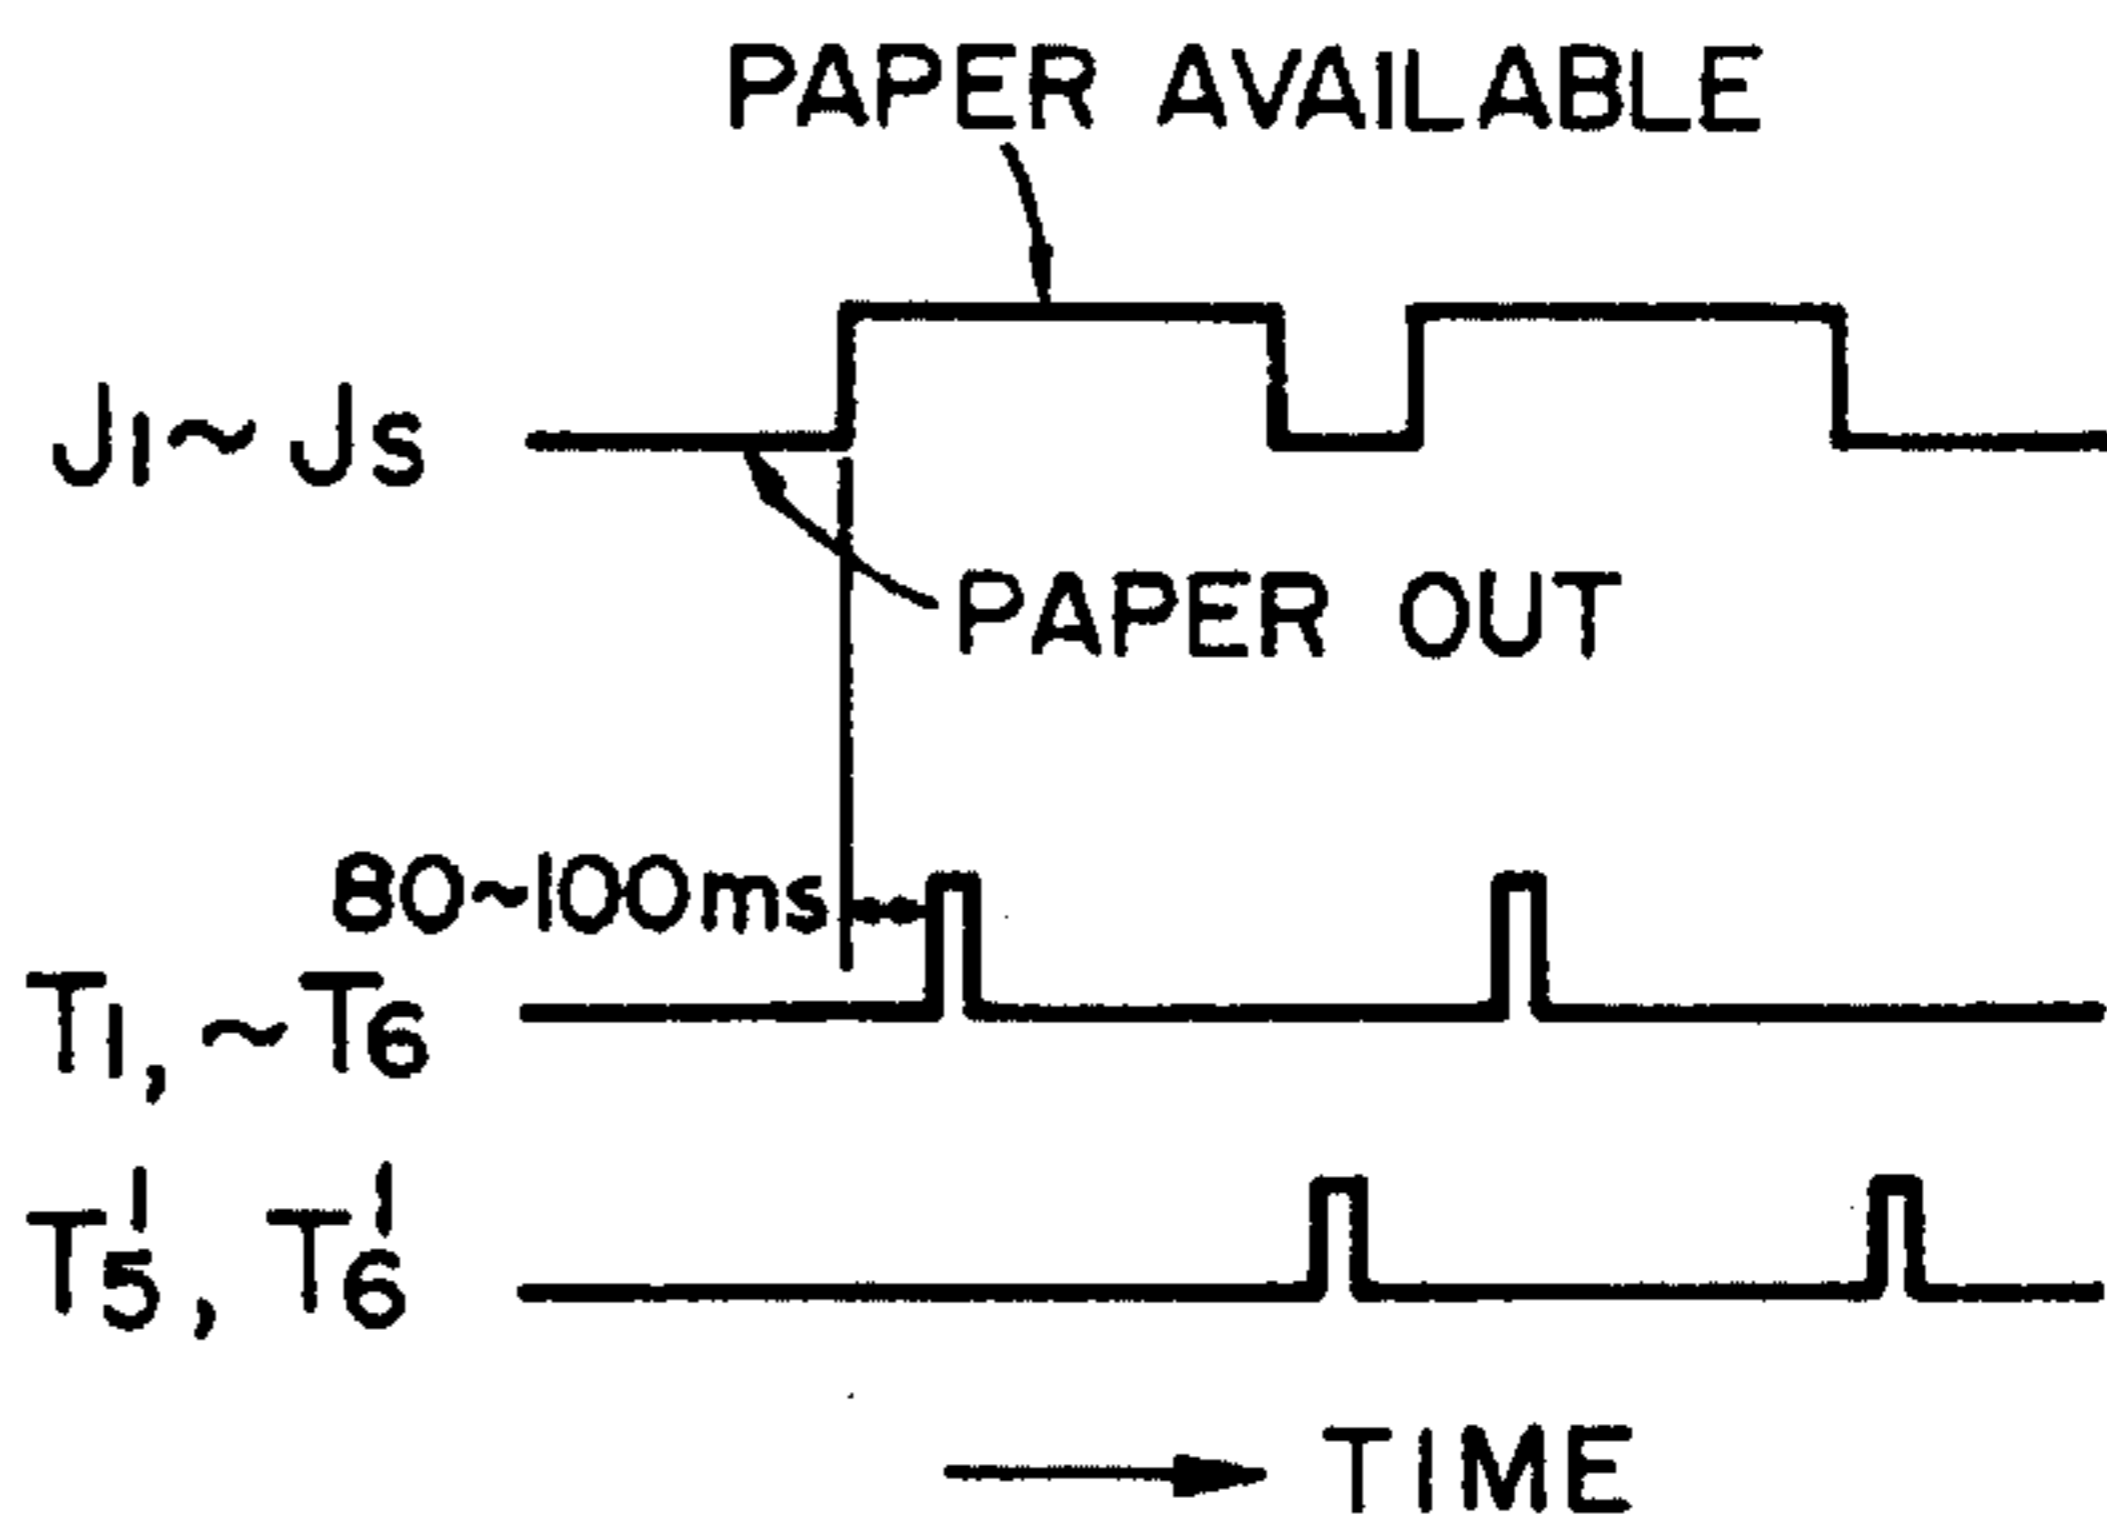 PAPER AVAILABLE
J1~JS
PAPER OUT
80~100ms
T1,~T6
T5', T6'
TIME